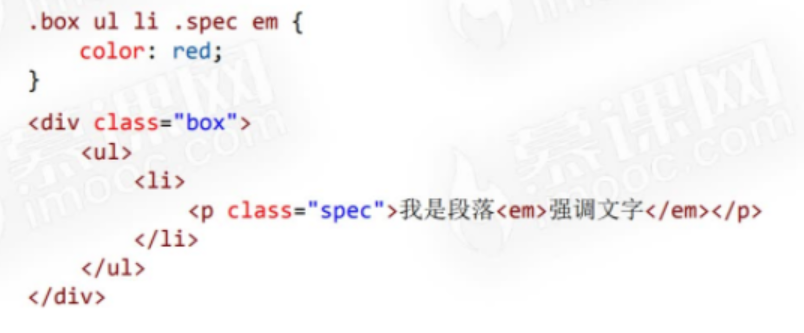 .box ul li .spec em {
    color: red;
}
<div class="box">
    <ul>
        <li>
            <p class="spec">我是段落<em>强调文字</em></p>
        </li>
    </ul>
</div>
慕课网
imooc.com
慕课网
imooc.com